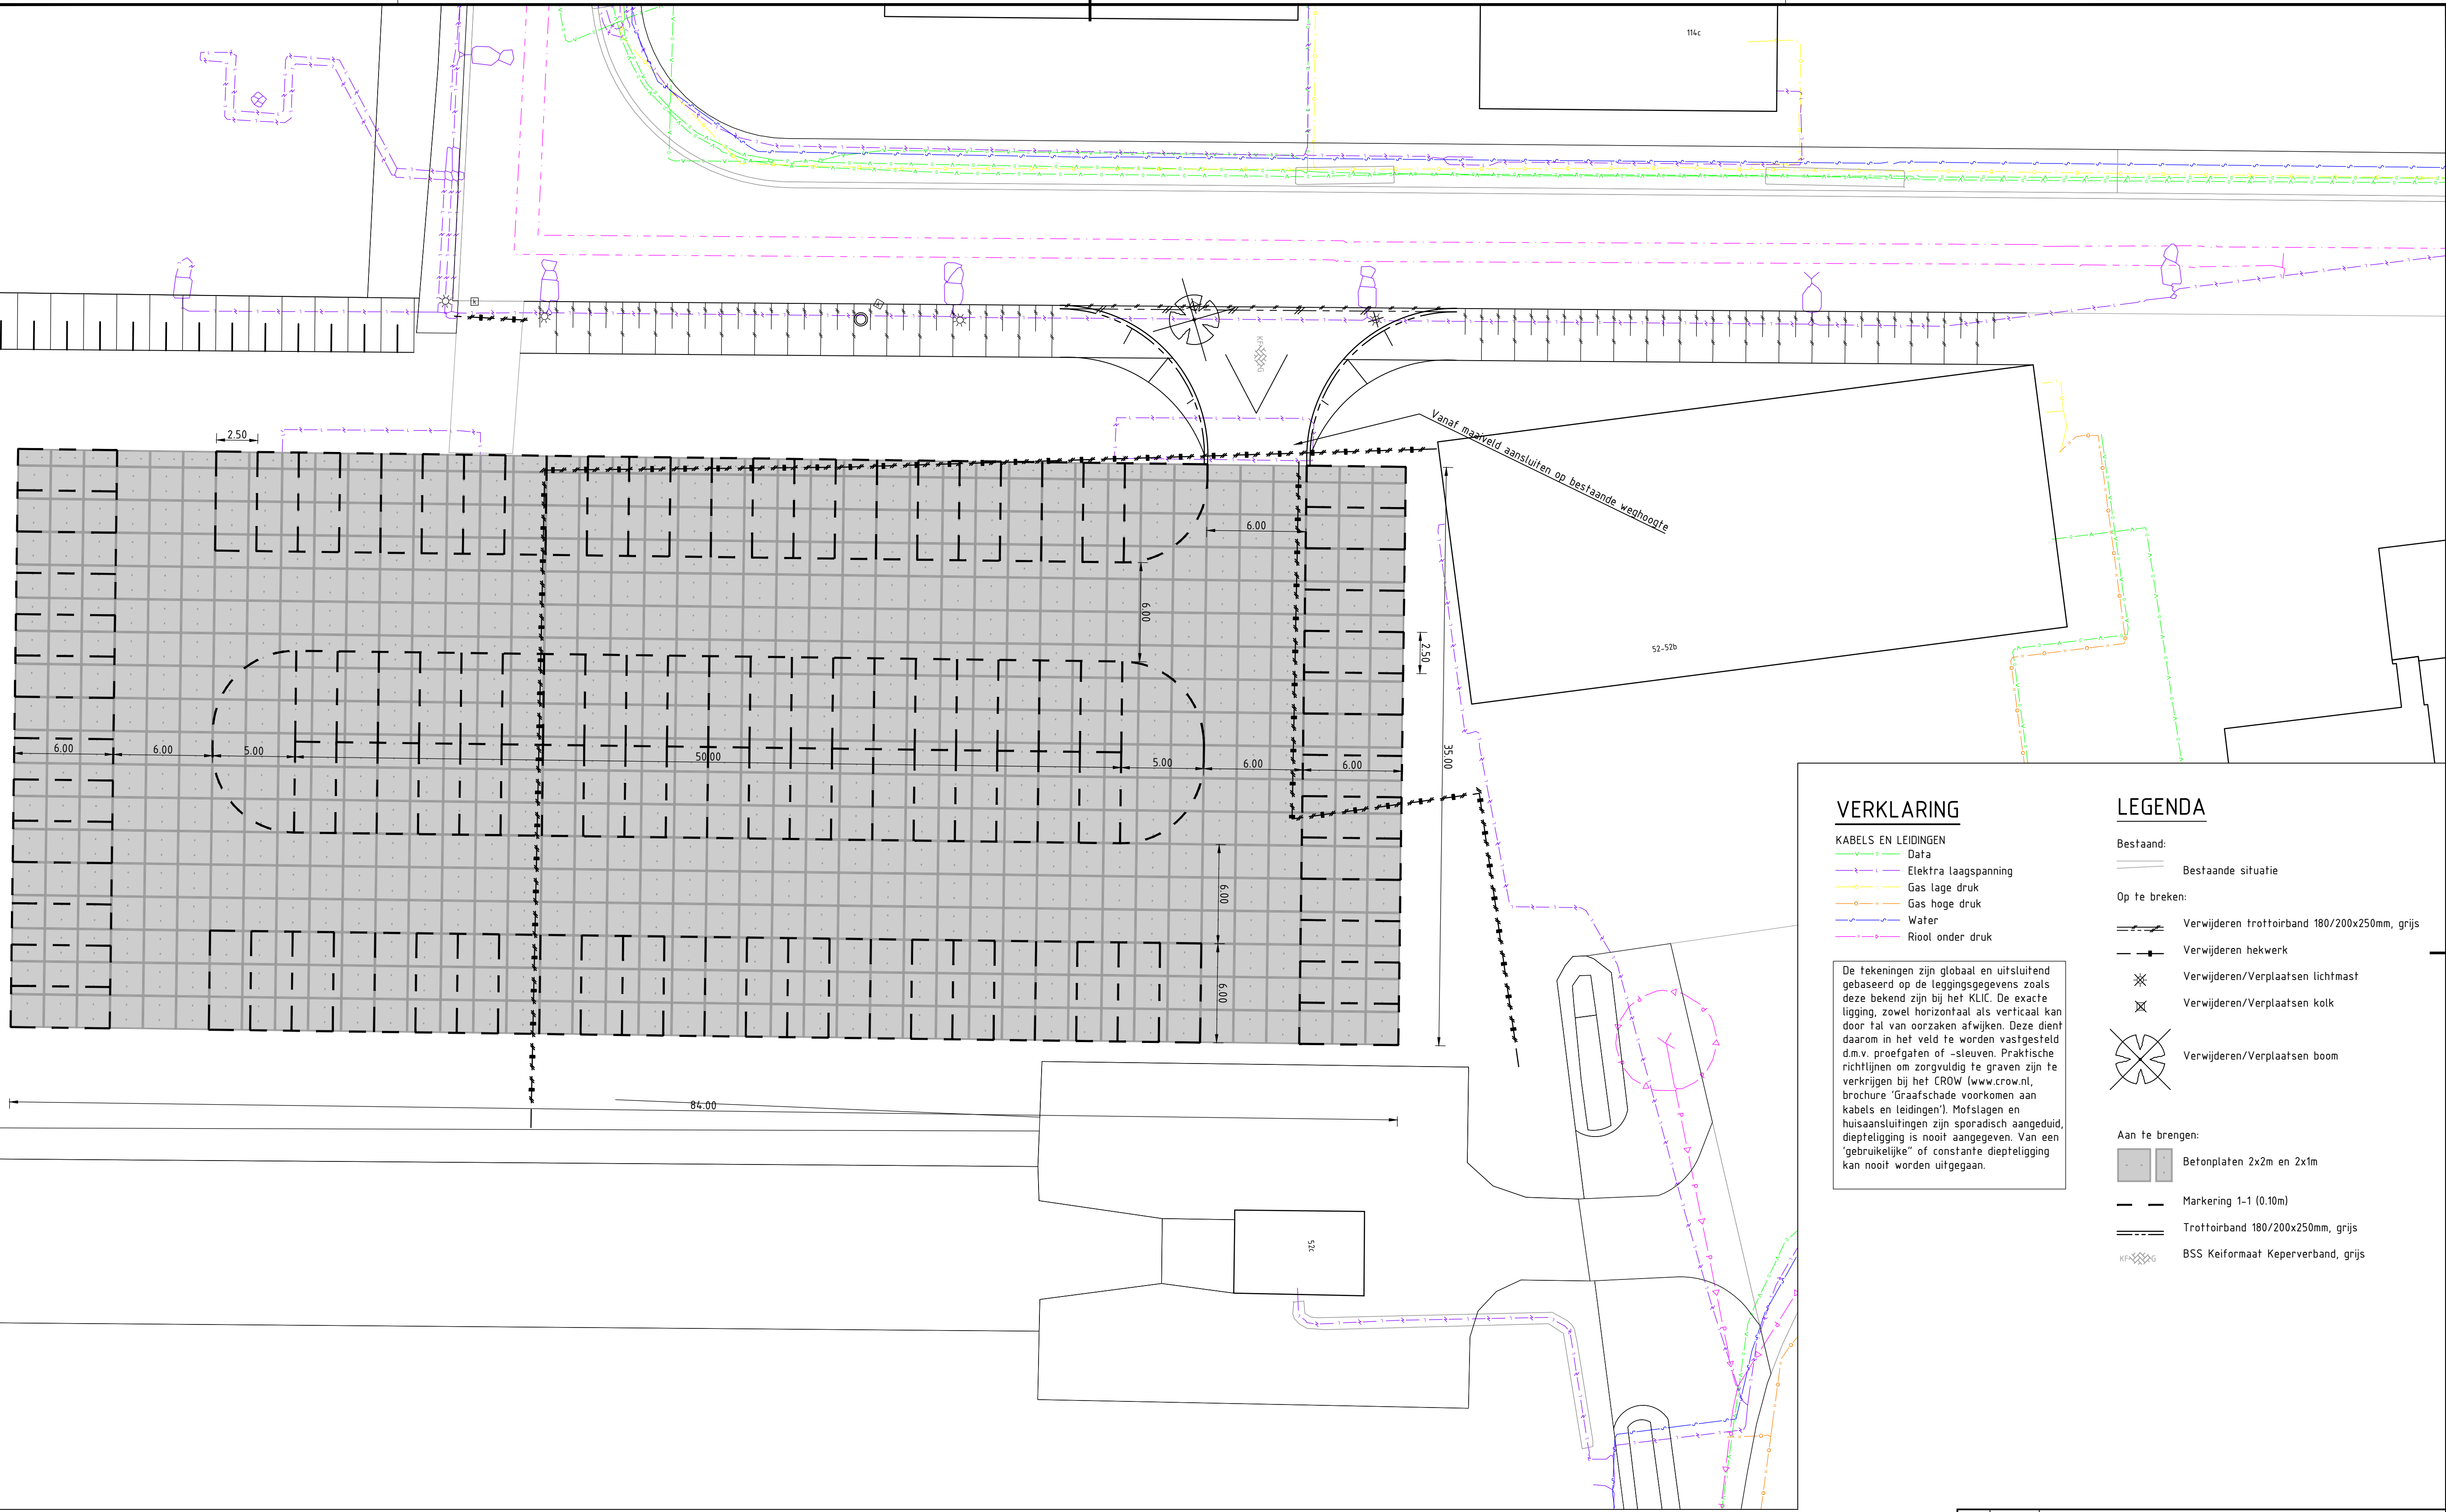 114c
k
k
KF
G
2.50
Vanaf maaiveld aansluiten op bestaande weghoogte
6.00
6.00
2.50
52-52b
6.00
6.00
5.00
50.00
5.00
6.00
6.00
35.00
6.00
6.00
84.00
52c
VERKLARING
KABELS EN LEIDINGEN
Data
Elektra laagspanning
Gas lage druk
Gas hoge druk
Water
Riool onder druk
De tekeningen zijn globaal en uitsluitend
gebaseerd op de leggingsgegevens zoals
deze bekend zijn bij het KLIC. De exacte
ligging, zowel horizontaal als verticaal kan
door tal van oorzaken afwijken. Deze dient
daarom in het veld te worden vastgesteld
d.m.v. proefgaten of -sleuven. Praktische
richtlijnen om zorgvuldig te graven zijn te
verkrijgen bij het CROW (www.crow.nl,
brochure 'Graafschade voorkomen aan
kabels en leidingen'). Mofslagen en
huisaansluitingen zijn sporadisch aangeduid,
diepteligging is nooit aangegeven. Van een
'gebruikelijke" of constante diepteligging
kan nooit worden uitgegaan.
LEGENDA
Bestaand:
Bestaande situatie
Op te breken:
Verwijderen trottoirband 180/200x250mm, grijs
Verwijderen hekwerk
Verwijderen/Verplaatsen lichtmast
Verwijderen/Verplaatsen kolk
Verwijderen/Verplaatsen boom
Aan te brengen:
Betonplaten 2x2m en 2x1m
Markering 1-1 (0.10m)
Trottoirband 180/200x250mm, grijs
KF G
BSS Keiformaat Keperverband, grijs